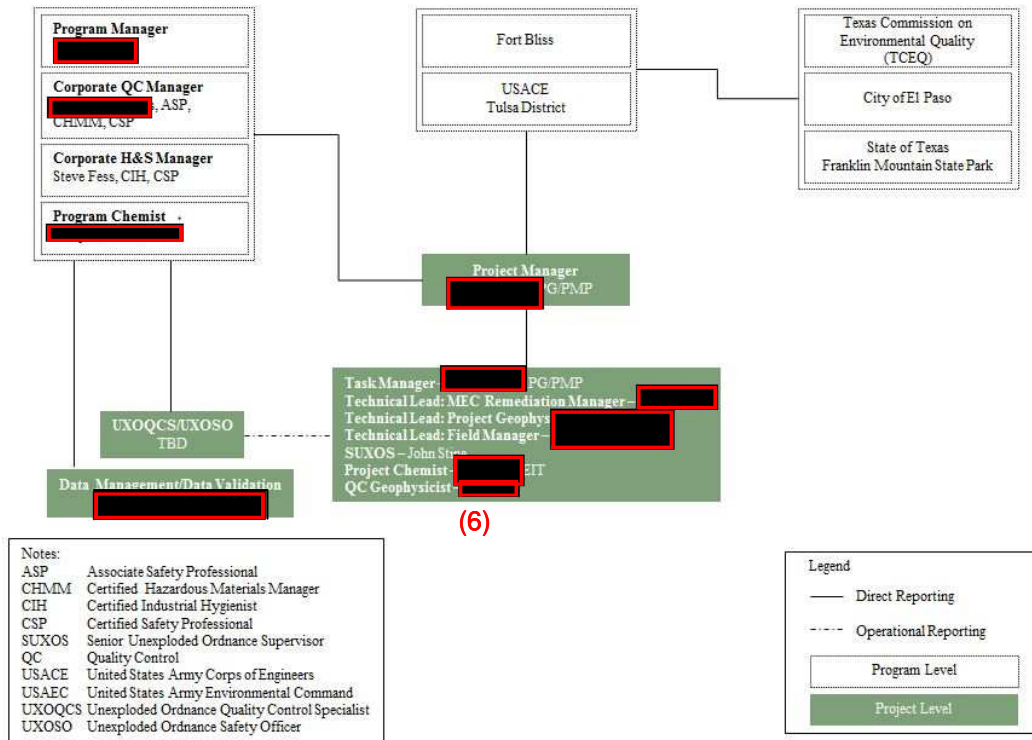 Program Manager
Corporate QC Manager
, ASP,
CHMM, CSP
Corporate H&S Manager
Steve Fess, CIH, CSP
Program Chemist
Fort Bliss
USACE
Tulsa District
Texas Commission on
Environmental Quality
(TCEQ)
City of El Paso
State of Texas
Franklin Mountain State Park
Project Manager
PG/PMP
Task Manager – PG/PMP
Technical Lead: MEC Remediation Manager –
Technical Lead: Project
Technical Lead: Field Manager –
SUXOS – John
Project Chemist – EIT
QC Geophysicist –
UXOQCS/UXOSO
TBD
Data Management/Data Validation
(6)
Notes:
ASP Associate Safety Professional
CHMM Certified Hazardous Materials Manager
CIH Certified Industrial Hygienist
CSP Certified Safety Professional
SUXOS Senior Unexploded Ordnance Supervisor
QC Quality Control
USACE United States Army Corps of Engineers
USAEC United States Army Environmental Command
UXOQCS Unexploded Ordnance Quality Control Specialist
UXOSO Unexploded Ordnance Safety Officer
Legend
Direct Reporting
Operational Reporting
Program Level
Project Level